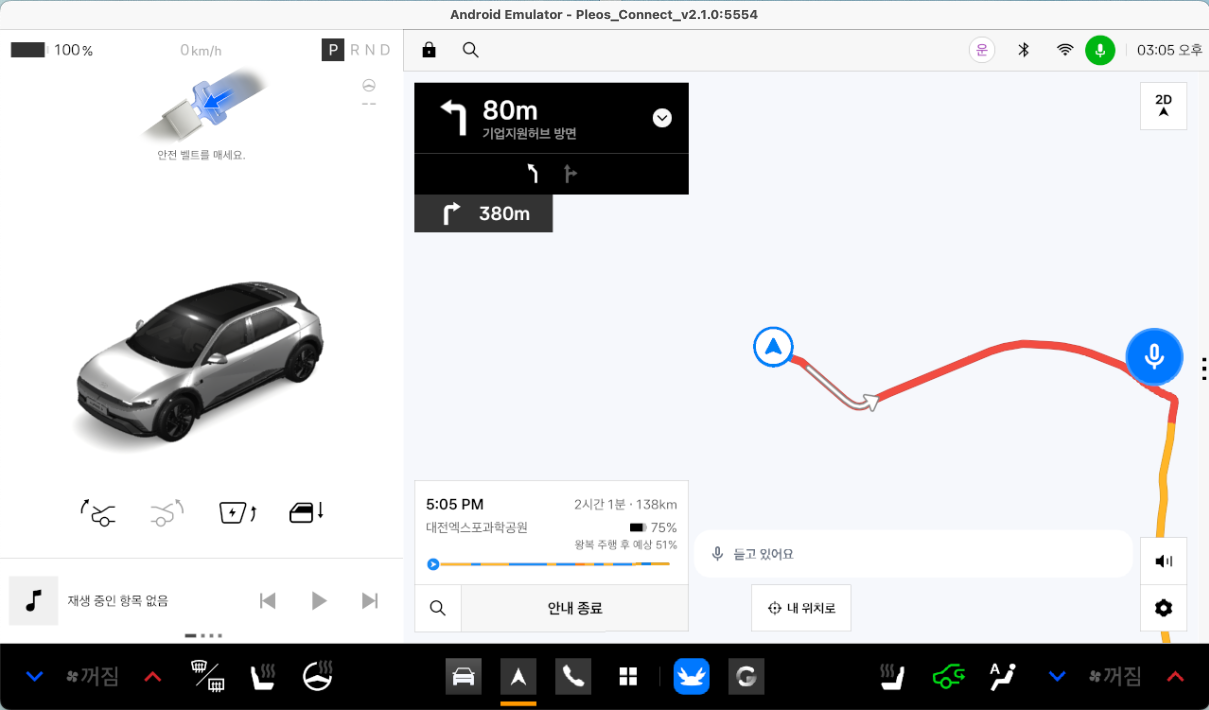 Android Emulator - Pleos_Connect_v2.1.0:5554
100 %
0 km/h
P R N D
운
03:05 오후
안전 벨트를 매세요.
--
80m
기업지원허브 방면
380m
2D
5:05 PM
2시간 1분 · 138km
대전엑스포과학공원
75%
왕복 주행 후 예상 51%
안내 종료
듣고 있어요
내 위치로
재생 중인 항목 없음
꺼짐
A
꺼짐
G